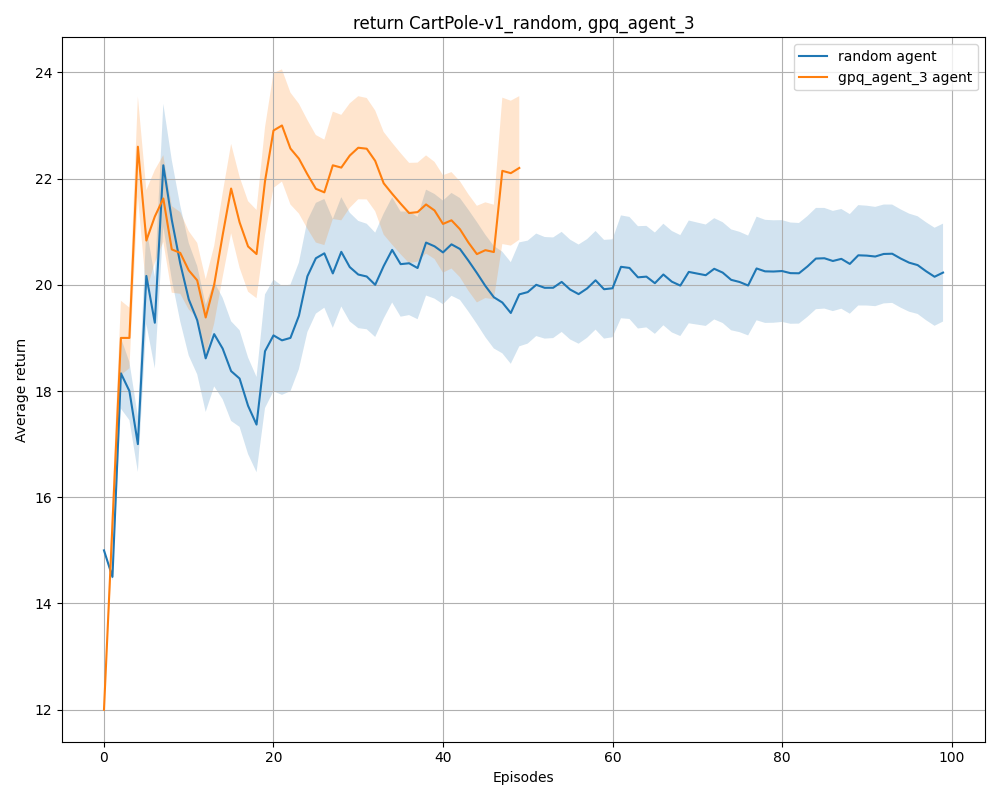 return CartPole-v1_random, gpq_agent_3
random agent
gpq_agent_3 agent
Average return
24
22
20
18
16
14
12
0 20 40 60 80 100
Episodes